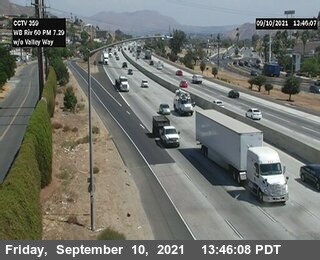 CCTV 359
WB Riv 60 PM 7.29
w/o Valley Way
09/10/2021 13:46:07
Friday, September 10, 2021 13:46:08 PDT